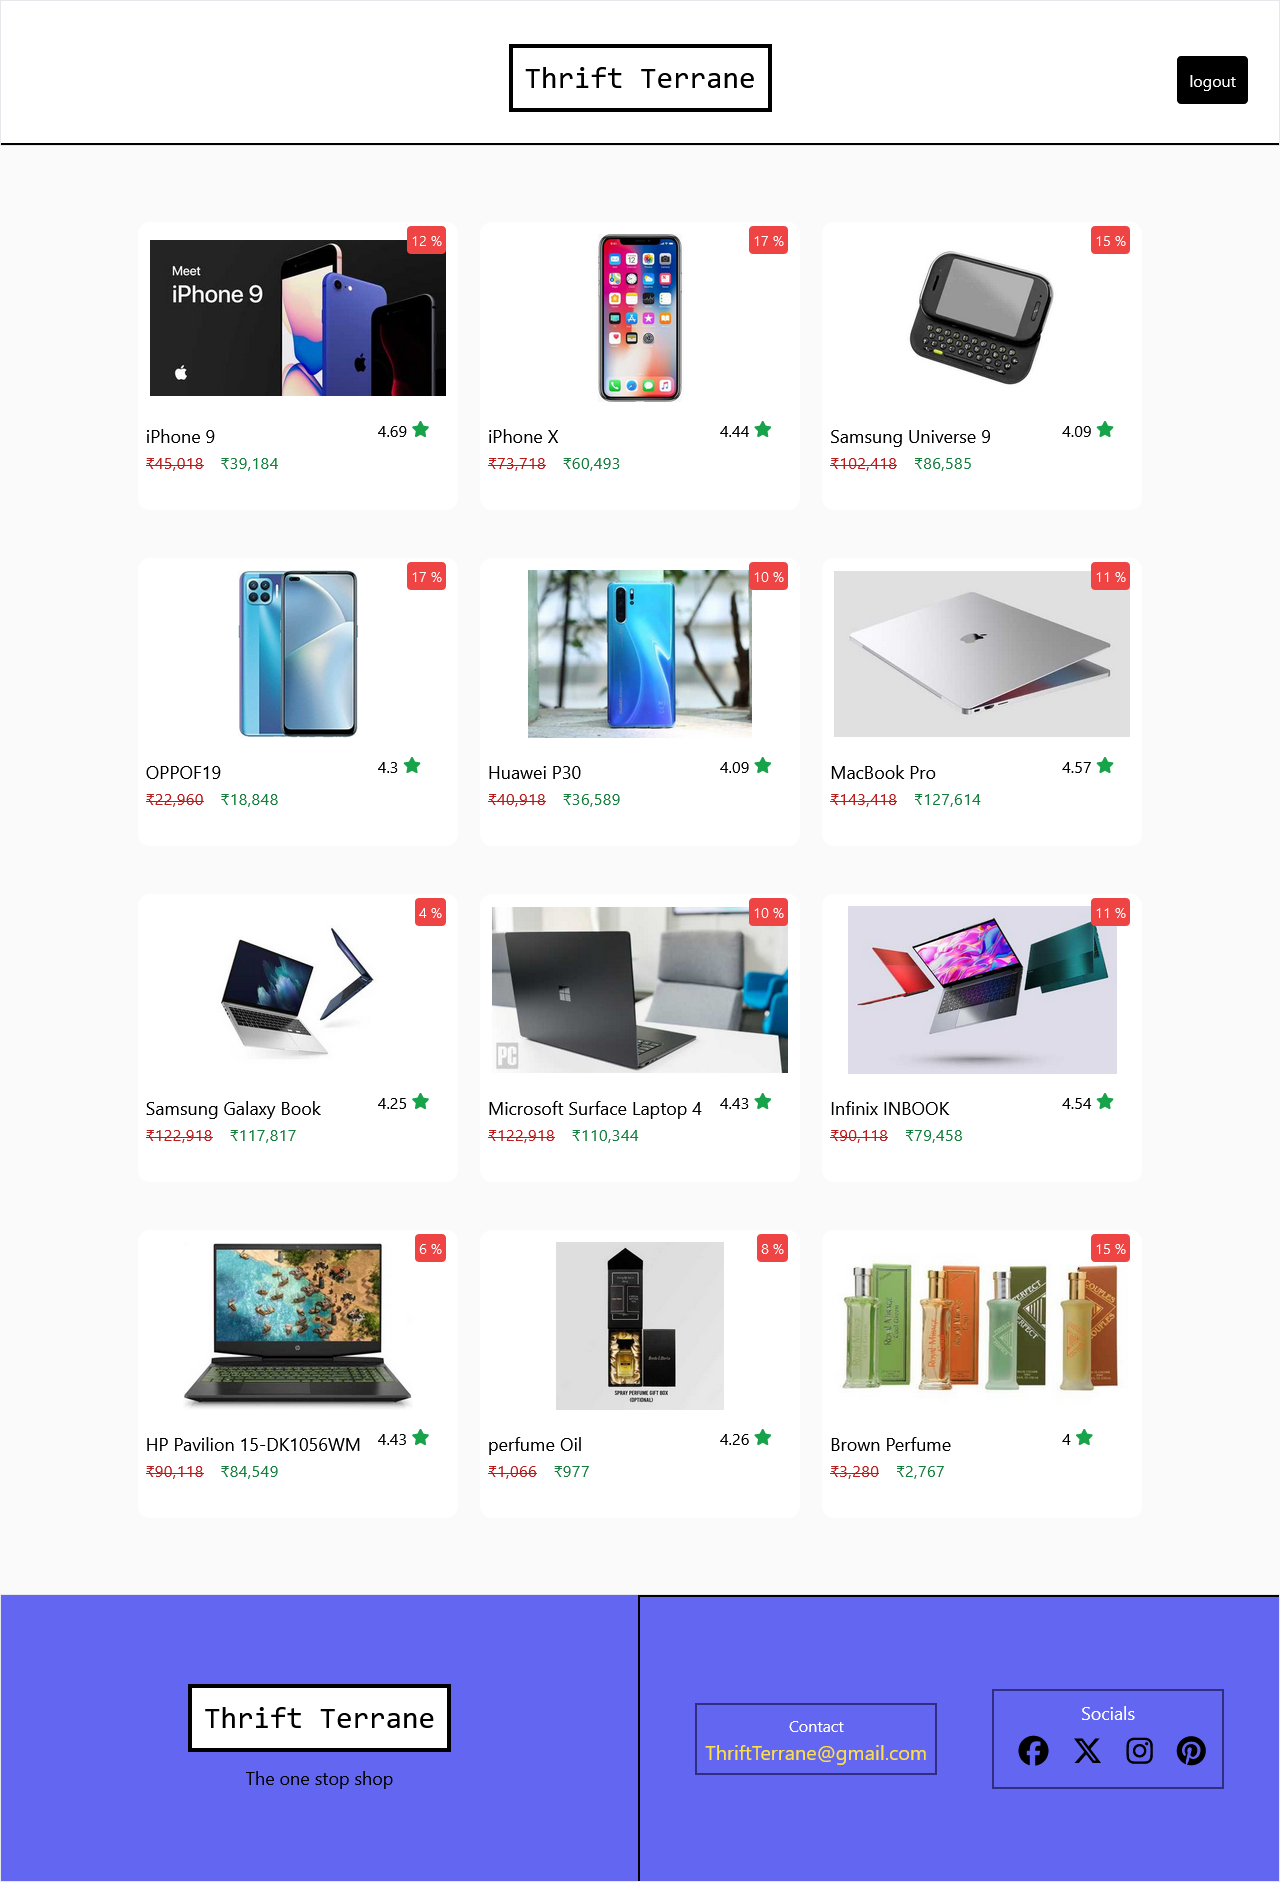 Thrift Terrane
logout
12 %
Meet
iPhone 9
iPhone 9
4.69
₹45,018 ₹39,184
17 %
iPhone X
4.44
₹73,718 ₹60,493
15 %
Samsung Universe 9
4.09
₹102,418 ₹86,585
17 %
OPPOF19
4.3
₹22,960 ₹18,848
10 %
Huawei P30
4.09
₹40,918 ₹36,589
11 %
MacBook Pro
4.57
₹143,418 ₹127,614
4 %
Samsung Galaxy Book
4.25
₹122,918 ₹117,817
10 %
PC
Microsoft Surface Laptop 4
4.43
₹122,918 ₹110,344
11 %
Infinix INBOOK
4.54
₹90,118 ₹79,458
6 %
HP Pavilion 15-DK1056WM
4.43
₹90,118 ₹84,549
8 %
SPRAY PERFUME GIFT BOX
(OPTIONAL)
perfume Oil
4.26
₹1,066 ₹977
15 %
PERFECT
PERFECT
COUPLES
COUPLES
Brown Perfume
4
₹3,280 ₹2,767
Thrift Terrane
The one stop shop
Contact
ThriftTerrane@gmail.com
Socials